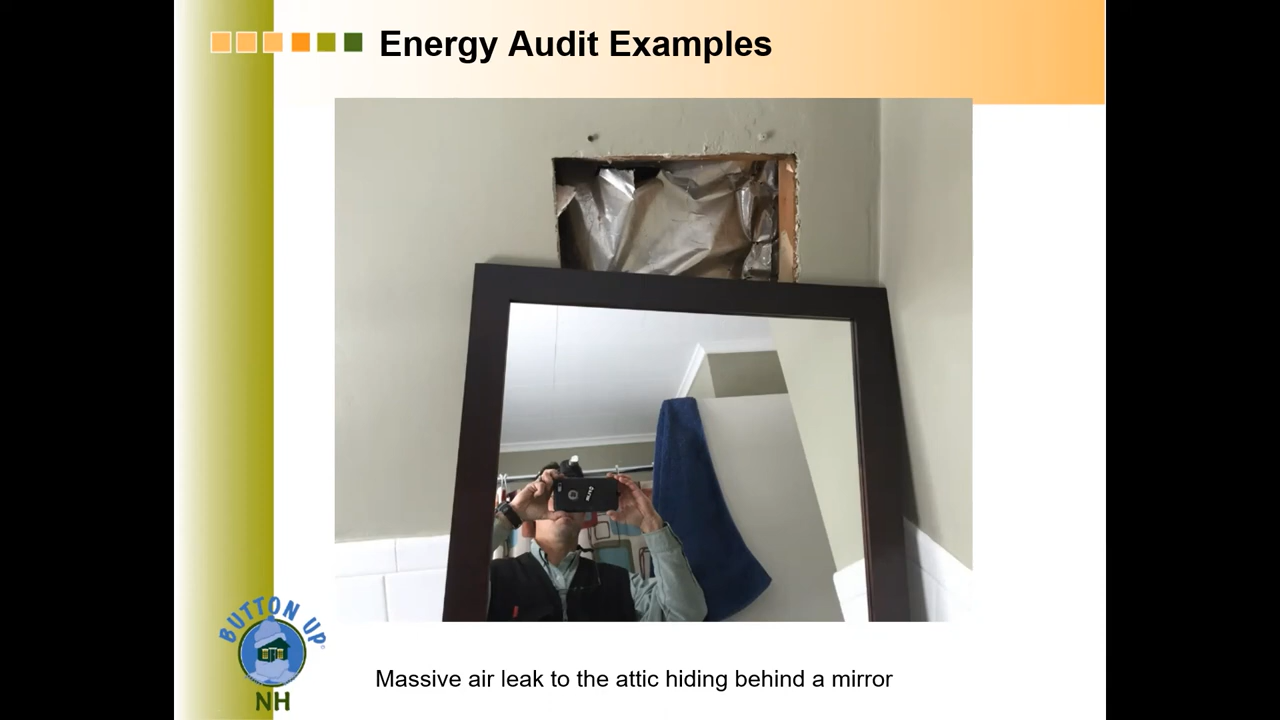 Energy Audit Examples
BUTTON UP
NH
Massive air leak to the attic hiding behind a mirror